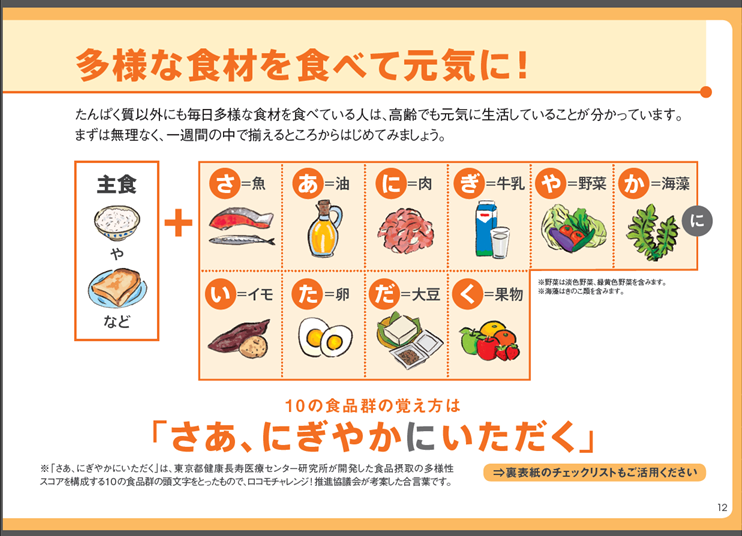 多様な食材を食べて元気に！
たんぱく質以外にも毎日多様な食材を食べている人は、高齢でも元気に生活していることが分かっています。
まずは無理なく、一週間の中で揃えるところからはじめてみましょう。
主食
や
など
＋
さ=魚
あ=油
に=肉
ぎ=牛乳
や=野菜
か=海藻
に
い=イモ
た=卵
だ=大豆
く=果物
※野菜は淡色野菜、緑黄色野菜を含みます。
※海藻はきのこ類を含みます。
10の食品群の覚え方は
「さあ、にぎやかにいただく」
※「さあ、にぎやかにいただく」は、東京都健康長寿医療センター研究所が開発した食品摂取の多様性
スコアを構成する10の食品群の頭文字をとったもので、ロコモチャレンジ！推進協議会が考案した合言葉です。
⇒裏表紙のチェックリストもご活用ください
12